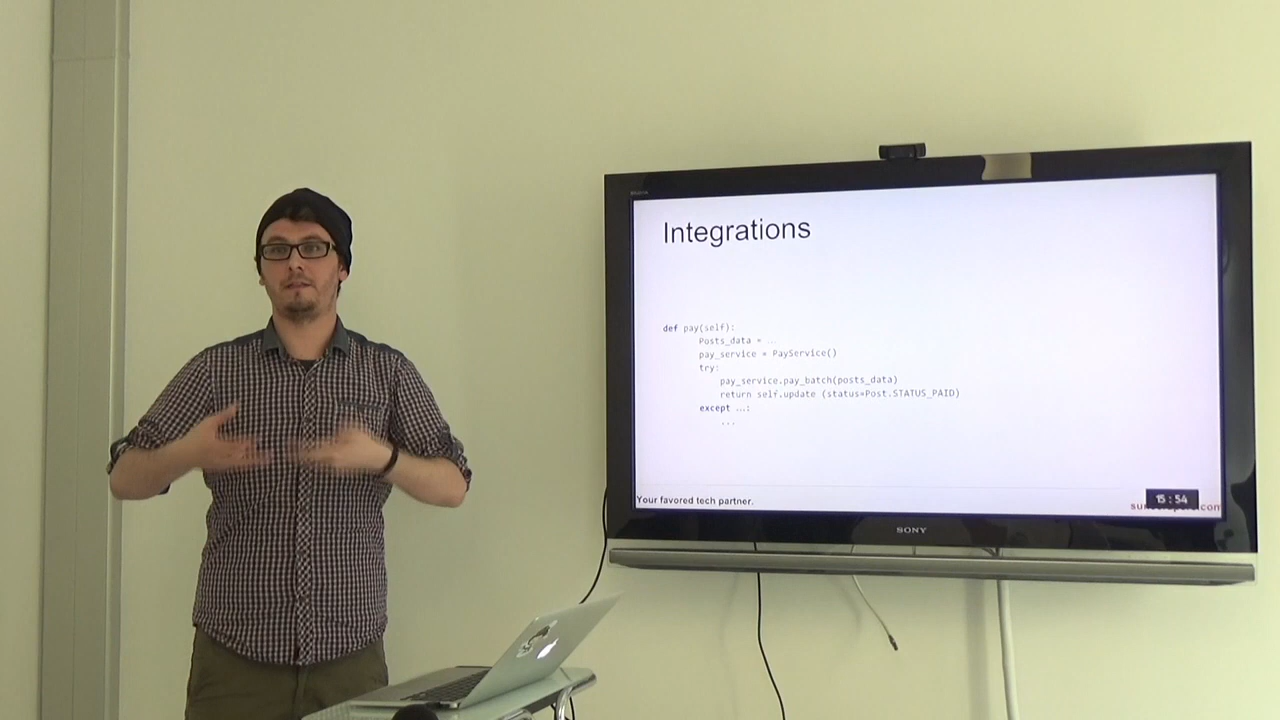 Integrations
def pay(self):
Posts_data = ...
pay_service = PayService()
try:
pay_service.pay_batch(posts_data)
return self.update (status=Post.STATUS_PAID)
except ...:
...
Your favored tech partner.
15 : 54
SONY